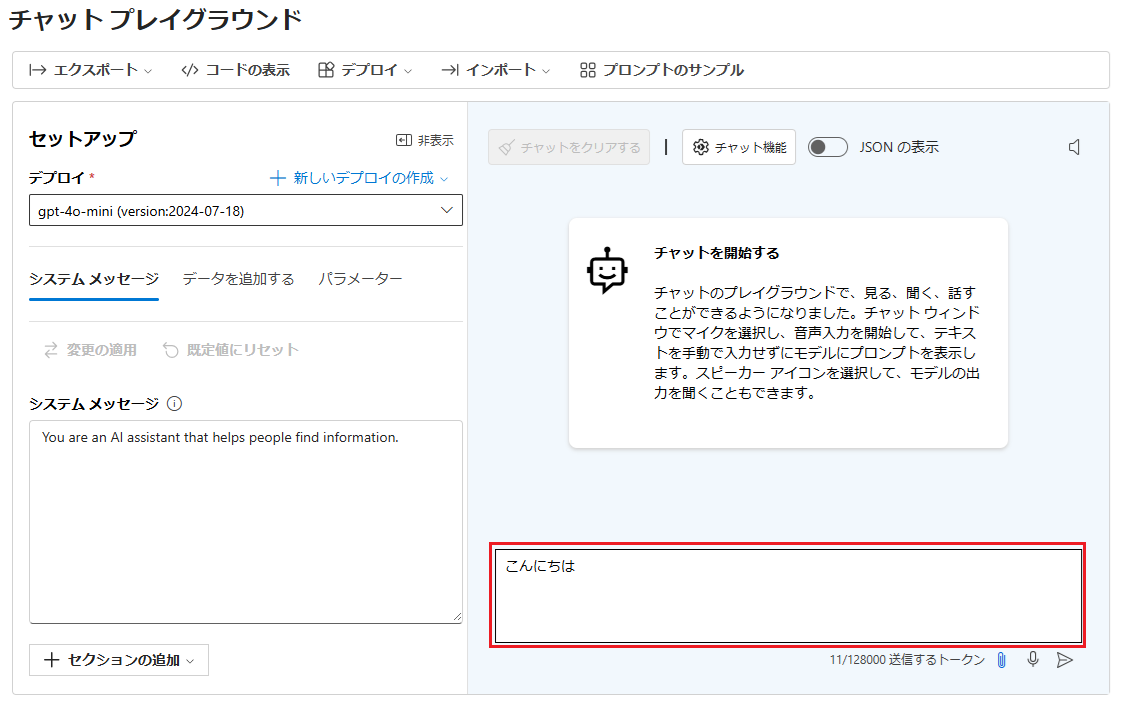 チャット プレイグラウンド
エクスポート コードの表示 デプロイ インポート プロンプトのサンプル
セットアップ 非表示
デプロイ * 新しいデプロイの作成
gpt-4o-mini (version:2024-07-18)
システム メッセージ データを追加する パラメーター
変更の適用 既定値にリセット
システム メッセージ
You are an AI assistant that helps people find information.
セクションの追加
チャットをクリアする チャット機能 JSON の表示
チャットを開始する
チャットのプレイグラウンドで、見る、聞く、話す
ことができるようになりました。チャット ウィンド
ウでマイクを選択し、音声入力を開始して、テキス
トを手動で入力せずにモデルにプロンプトを表示し
ます。スピーカー アイコンを選択して、モデルの出
力を聞くこともできます。
こんにちは
11/128000 送信するトークン